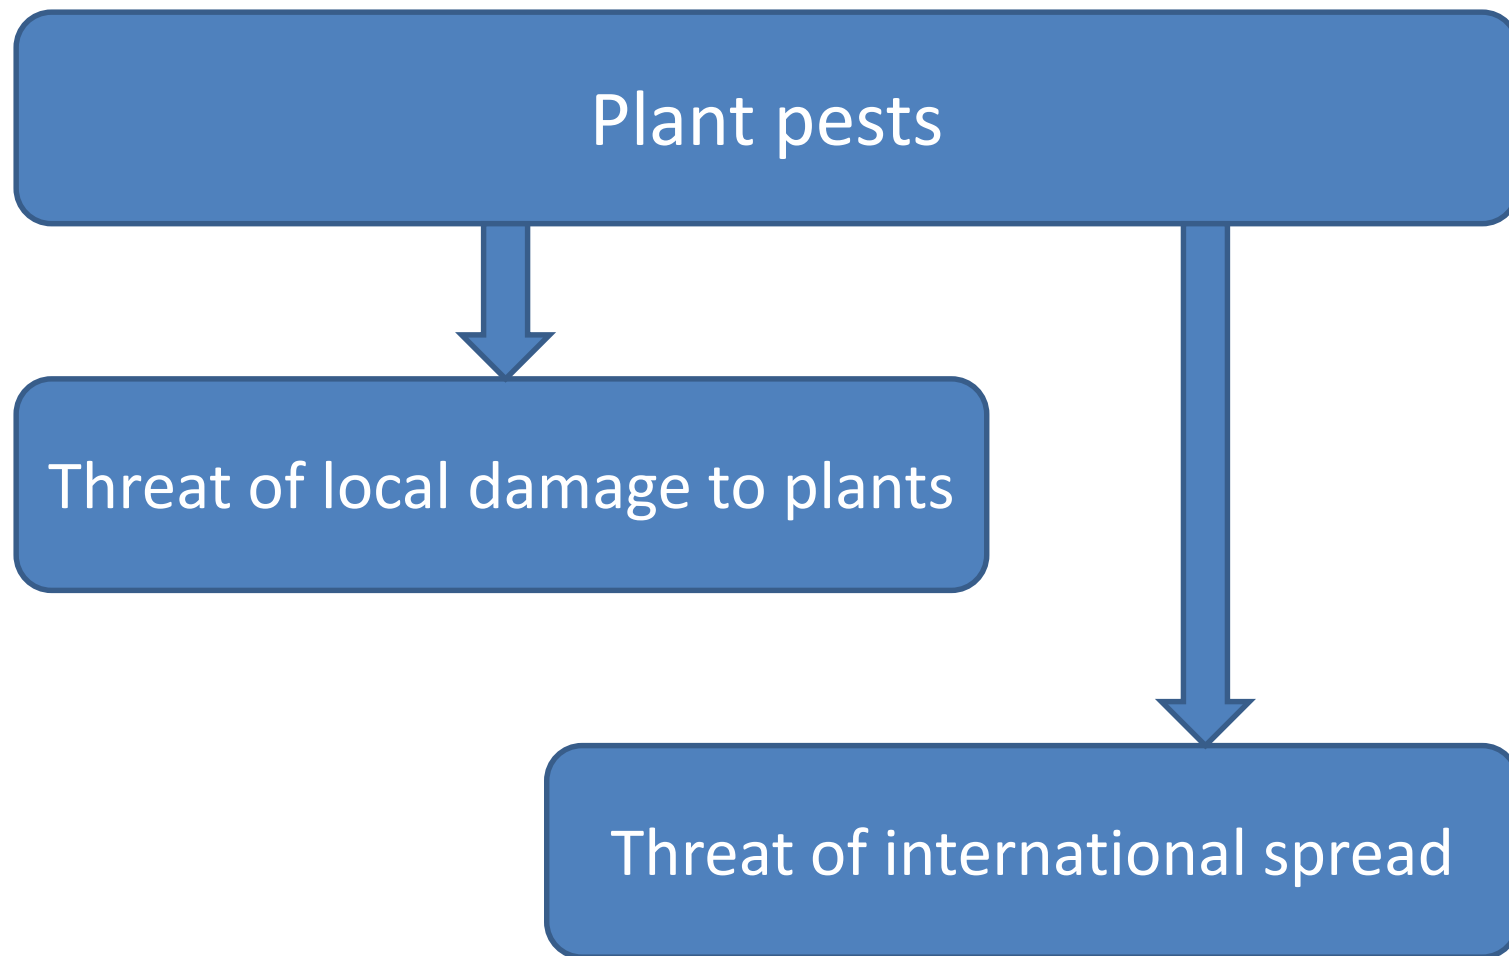 Plant pests
Threat of local damage to plants
Threat of international spread